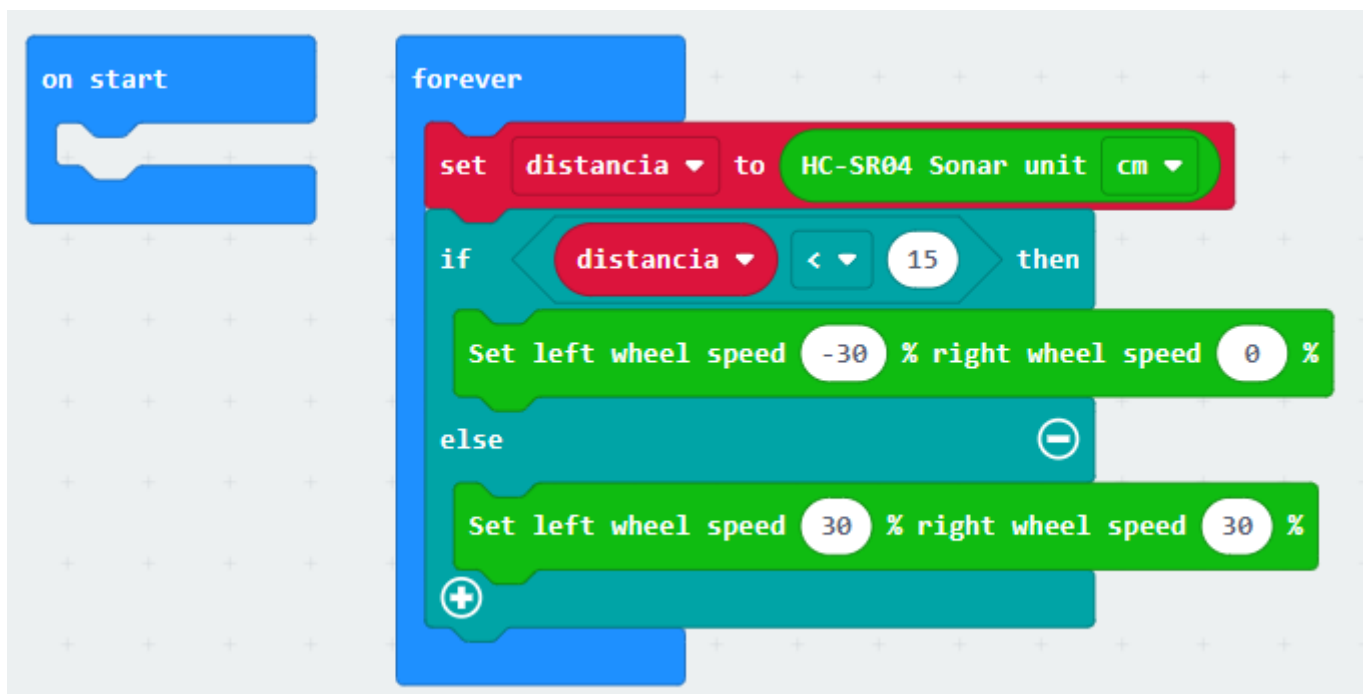 on start
forever
set distancia to HC-SR04 Sonar unit cm
if distancia < 15 then
Set left wheel speed -30 % right wheel speed 0 %
else
Set left wheel speed 30 % right wheel speed 30 %